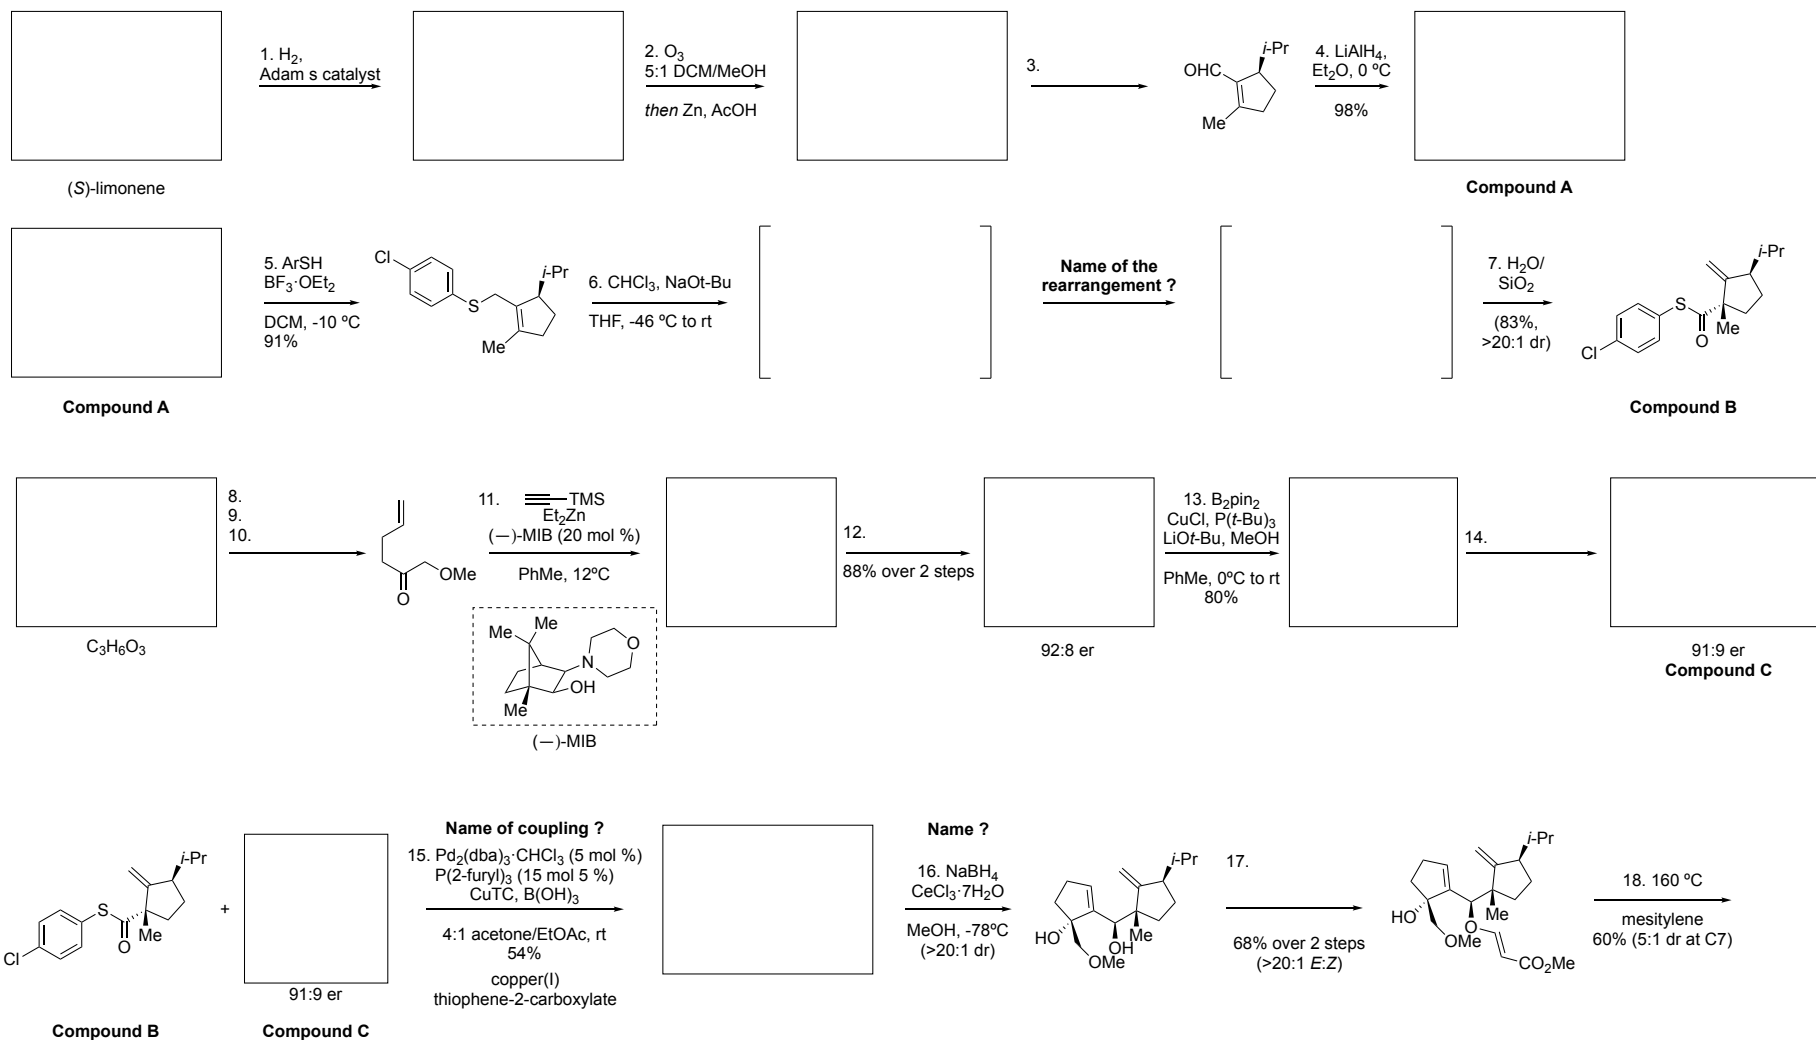 1. H2,
Adam s catalyst
2. O3
5:1 DCM/MeOH
then Zn, AcOH
3.
OHC
i-Pr
Me
4. LiAlH4,
Et2O, 0 ºC
98%
(S)-limonene
Compound A
5. ArSH
BF3·OEt2
DCM, -10 ºC
91%
Cl
S
i-Pr
Me
6. CHCl3, NaOt-Bu
THF, -46 ºC to rt
Name of the
rearrangement ?
7. H2O/
SiO2
(83%,
>20:1 dr)
i-Pr
S
Me
O
Cl
Compound A
Compound B
8.
9.
10.
OMe
O
11.
TMS
Et2Zn
(—)-MIB (20 mol %)
PhMe, 12ºC
Me
Me
N
O
OH
Me
(—)-MIB
12.
88% over 2 steps
13. B2pin2
CuCl, P(t-Bu)3
LiOt-Bu, MeOH
PhMe, 0ºC to rt
80%
14.
C3H6O3
92:8 er
91:9 er
Compound C
i-Pr
S
Me
O
Cl
+
91:9 er
Name of coupling ?
15. Pd2(dba)3·CHCl3 (5 mol %)
P(2-furyl)3 (15 mol 5 %)
CuTC, B(OH)3
4:1 acetone/EtOAc, rt
54%
copper(I)
thiophene-2-carboxylate
Name ?
16. NaBH4
CeCl3·7H2O
MeOH, -78ºC
(>20:1 dr)
i-Pr
HO
Me
OH
OMe
17.
68% over 2 steps
(>20:1 E:Z)
i-Pr
HO
Me
OMe
O
CO2Me
18. 160 ºC
mesitylene
60% (5:1 dr at C7)
Compound B
Compound C